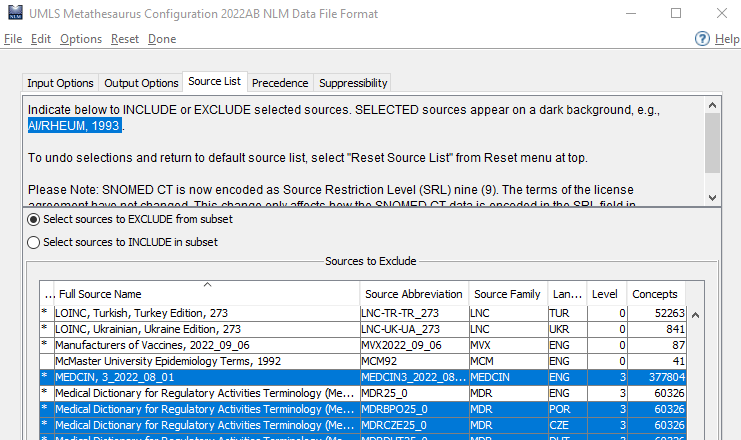 UMLS Metathesaurus Configuration 2022AB NLM Data File Format
File Edit Options Reset Done Help
Input Options Output Options Source List Precedence Suppressibility
Indicate below to INCLUDE or EXCLUDE selected sources. SELECTED sources appear on a dark background, e.g.,
AI/RHEUM, 1993 .
To undo selections and return to default source list, select "Reset Source List" from Reset menu at top.
Please Note: SNOMED CT is now encoded as Source Restriction Level (SRL) nine (9). The terms of the license
agreement have not changed. This change only affects how the SNOMED CT data is encoded in the SRL field in
Select sources to EXCLUDE from subset
Select sources to INCLUDE in subset
Sources to Exclude
... Full Source Name Source Abbreviation Source Family Lan... Level Concepts
* LOINC, Turkish, Turkey Edition, 273 LNC-TR-TR_273 LNC TUR 0 52263
* LOINC, Ukrainian, Ukraine Edition, 273 LNC-UK-UA_273 LNC UKR 0 841
* Manufacturers of Vaccines, 2022_09_06 MVX2022_09_06 MVX ENG 0 87
McMaster University Epidemiology Terms, 1992 MCM92 MCM ENG 0 41
* MEDCIN, 3_2022_08_01 MEDCIN3_2022_08... MEDCIN ENG 3 377804
* Medical Dictionary for Regulatory Activities Terminology (Me... MDR25_0 MDR ENG 3 60326
* Medical Dictionary for Regulatory Activities Terminology (Me... MDRBPO25_0 MDR POR 3 60326
* Medical Dictionary for Regulatory Activities Terminology (Me... MDRCZE25_0 MDR CZE 3 60326
* Medical Dictionary for Regulatory Activities Terminology (Me... MDRDUT25_0 MDR DUT 3 60326